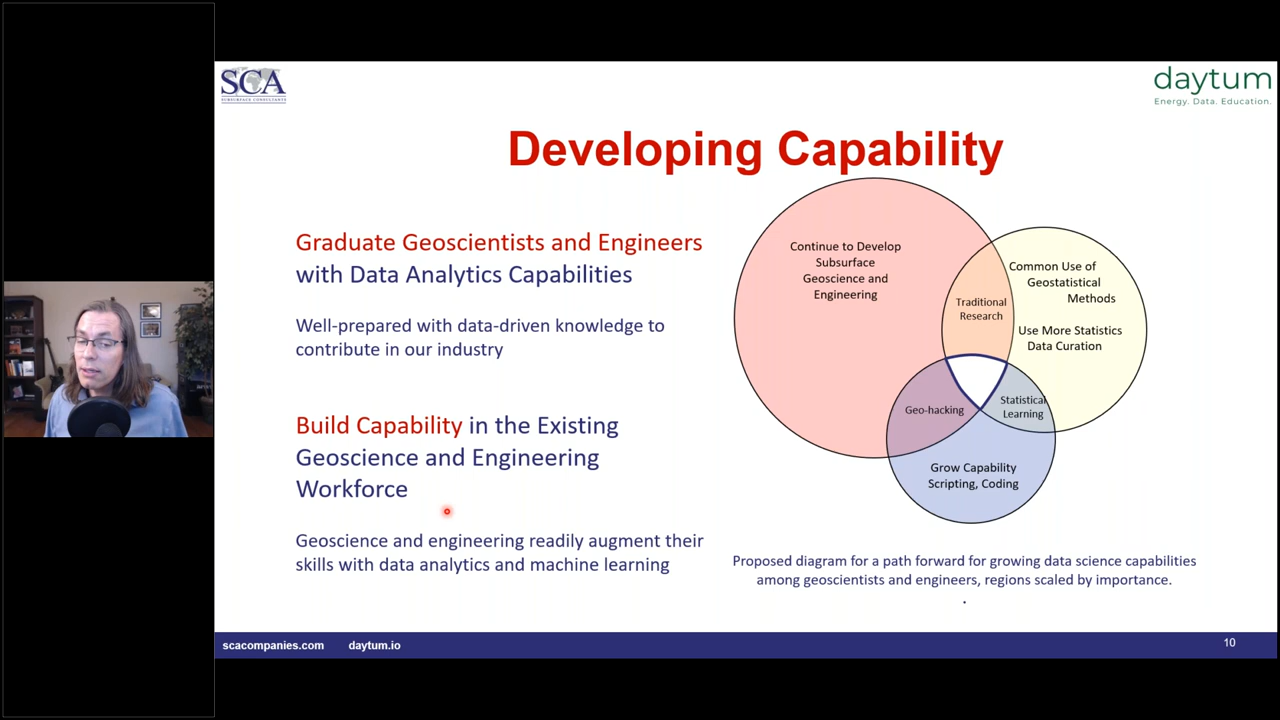 SCA
SUBSURFACE CONSULTANTS
daytum
Energy. Data. Education.
Developing Capability
Graduate Geoscientists and Engineers
with Data Analytics Capabilities
Well-prepared with data-driven knowledge to
contribute in our industry
Build Capability in the Existing
Geoscience and Engineering
Workforce
Geoscience and engineering readily augment their
skills with data analytics and machine learning
Continue to Develop
Subsurface
Geoscience and
Engineering
Traditional
Research
Common Use of
Geostatistical
Methods
Use More Statistics
Data Curation
Geo-hacking
Statistical
Learning
Grow Capability
Scripting, Coding
Proposed diagram for a path forward for growing data science capabilities
among geoscientists and engineers, regions scaled by importance.
.
scacompanies.com daytum.io
10